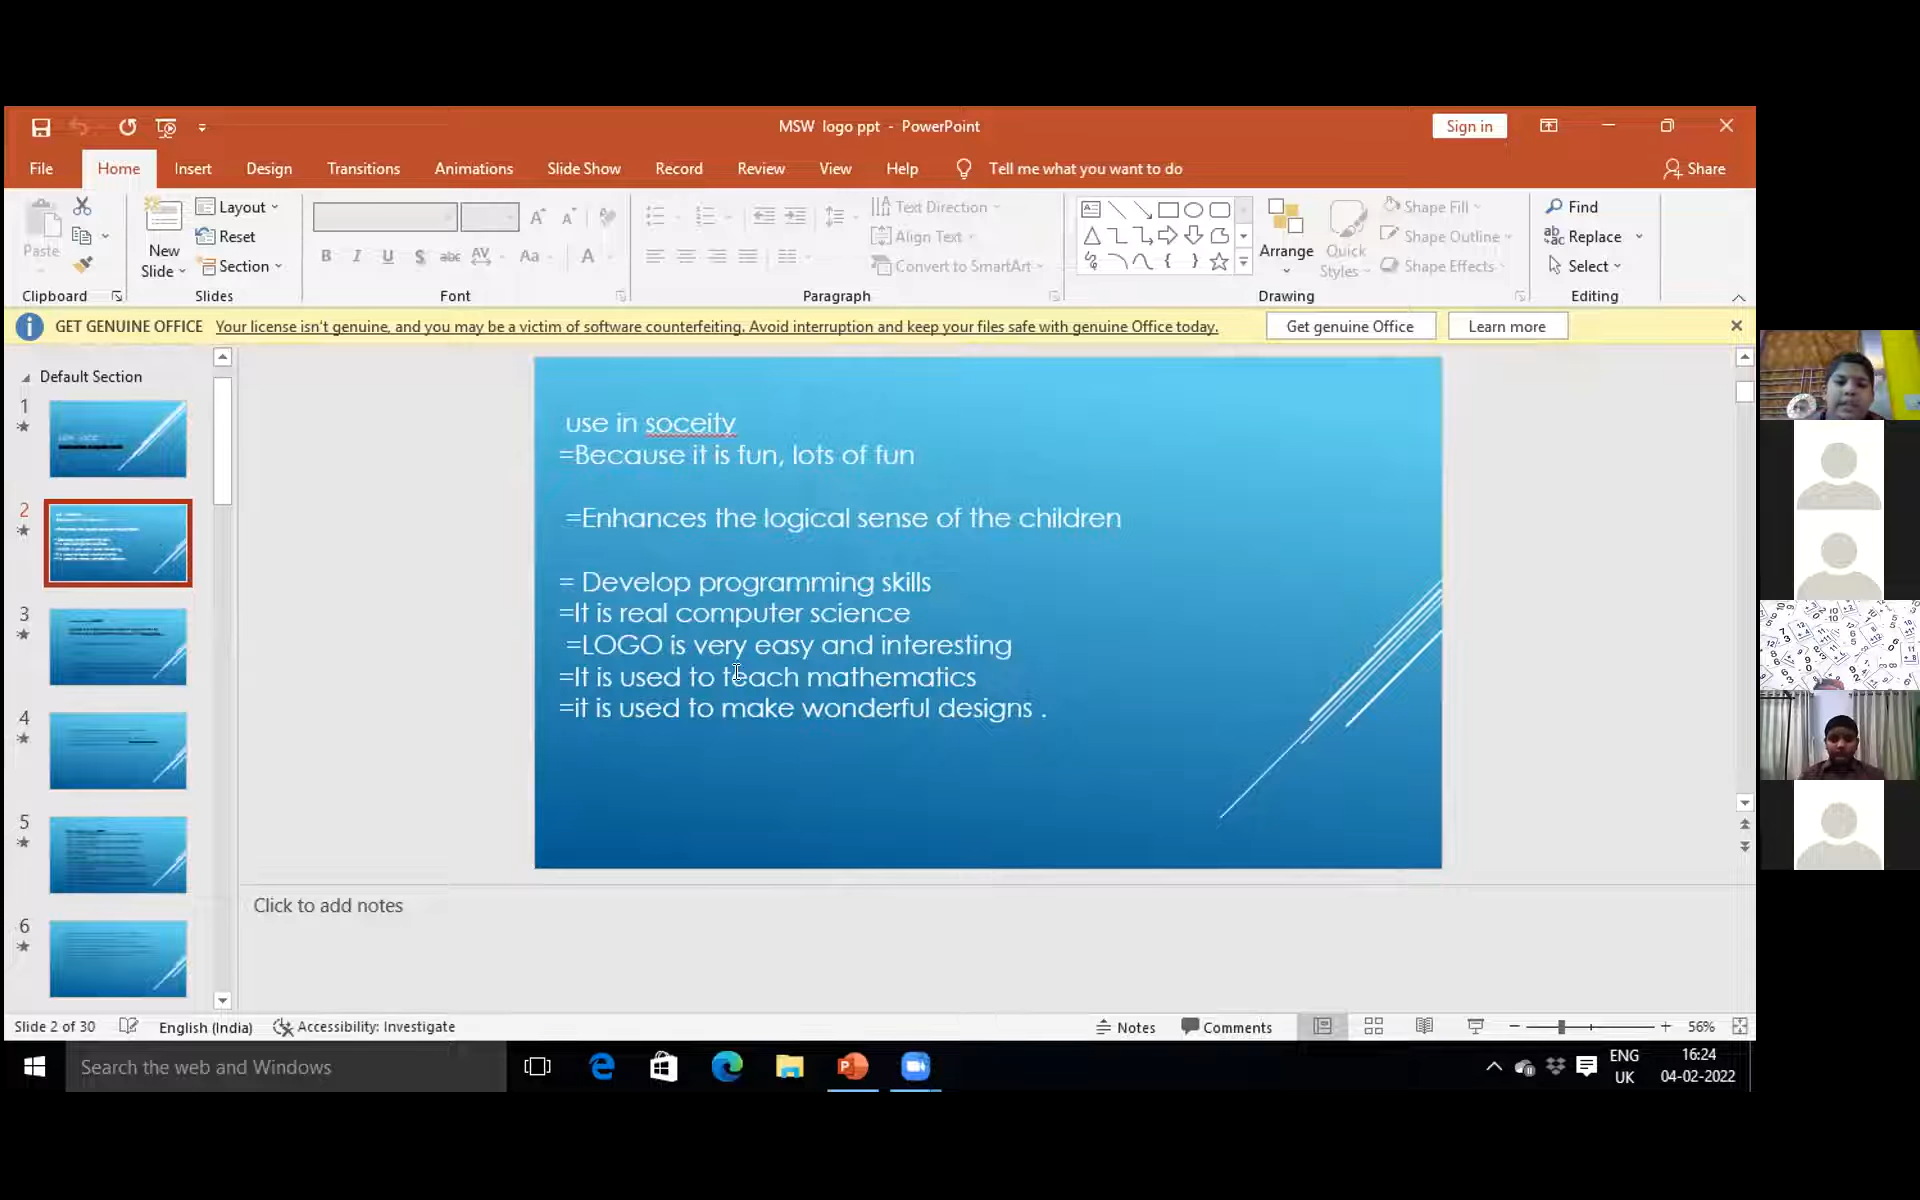 MSW logo ppt - PowerPoint
Sign in
File Home Insert Design Transitions Animations Slide Show Record Review View Help Tell me what you want to do Share
Paste
Clipboard
New Slide
Layout
Reset
Section
Slides
B I U S abc AV Aa A
Font
Text Direction
Align Text
Convert to SmartArt
Paragraph
Arrange
Quick Styles
Shape Fill
Shape Outline
Shape Effects
Drawing
Find
Replace
Select
Editing
GET GENUINE OFFICE Your license isn't genuine, and you may be a victim of software counterfeiting. Avoid interruption and keep your files safe with genuine Office today. Get genuine Office Learn more
Default Section
1
2
3
4
5
6
use in soceity
=Because it is fun, lots of fun
=Enhances the logical sense of the children
= Develop programming skills
=It is real computer science
=LOGO is very easy and interesting
=It is used to teach mathematics
=it is used to make wonderful designs .
Click to add notes
Slide 2 of 30 English (India) Accessibility: Investigate Notes Comments 56%
Search the web and Windows
ENG
UK
16:24
04-02-2022